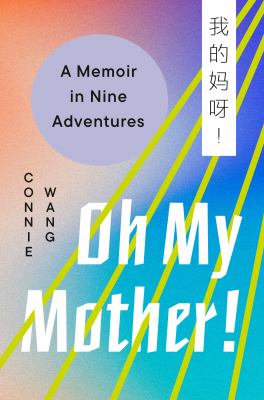 我的妈呀！
A Memoir
in Nine
Adventures
CONNIE
WANG
Oh My
Mother!